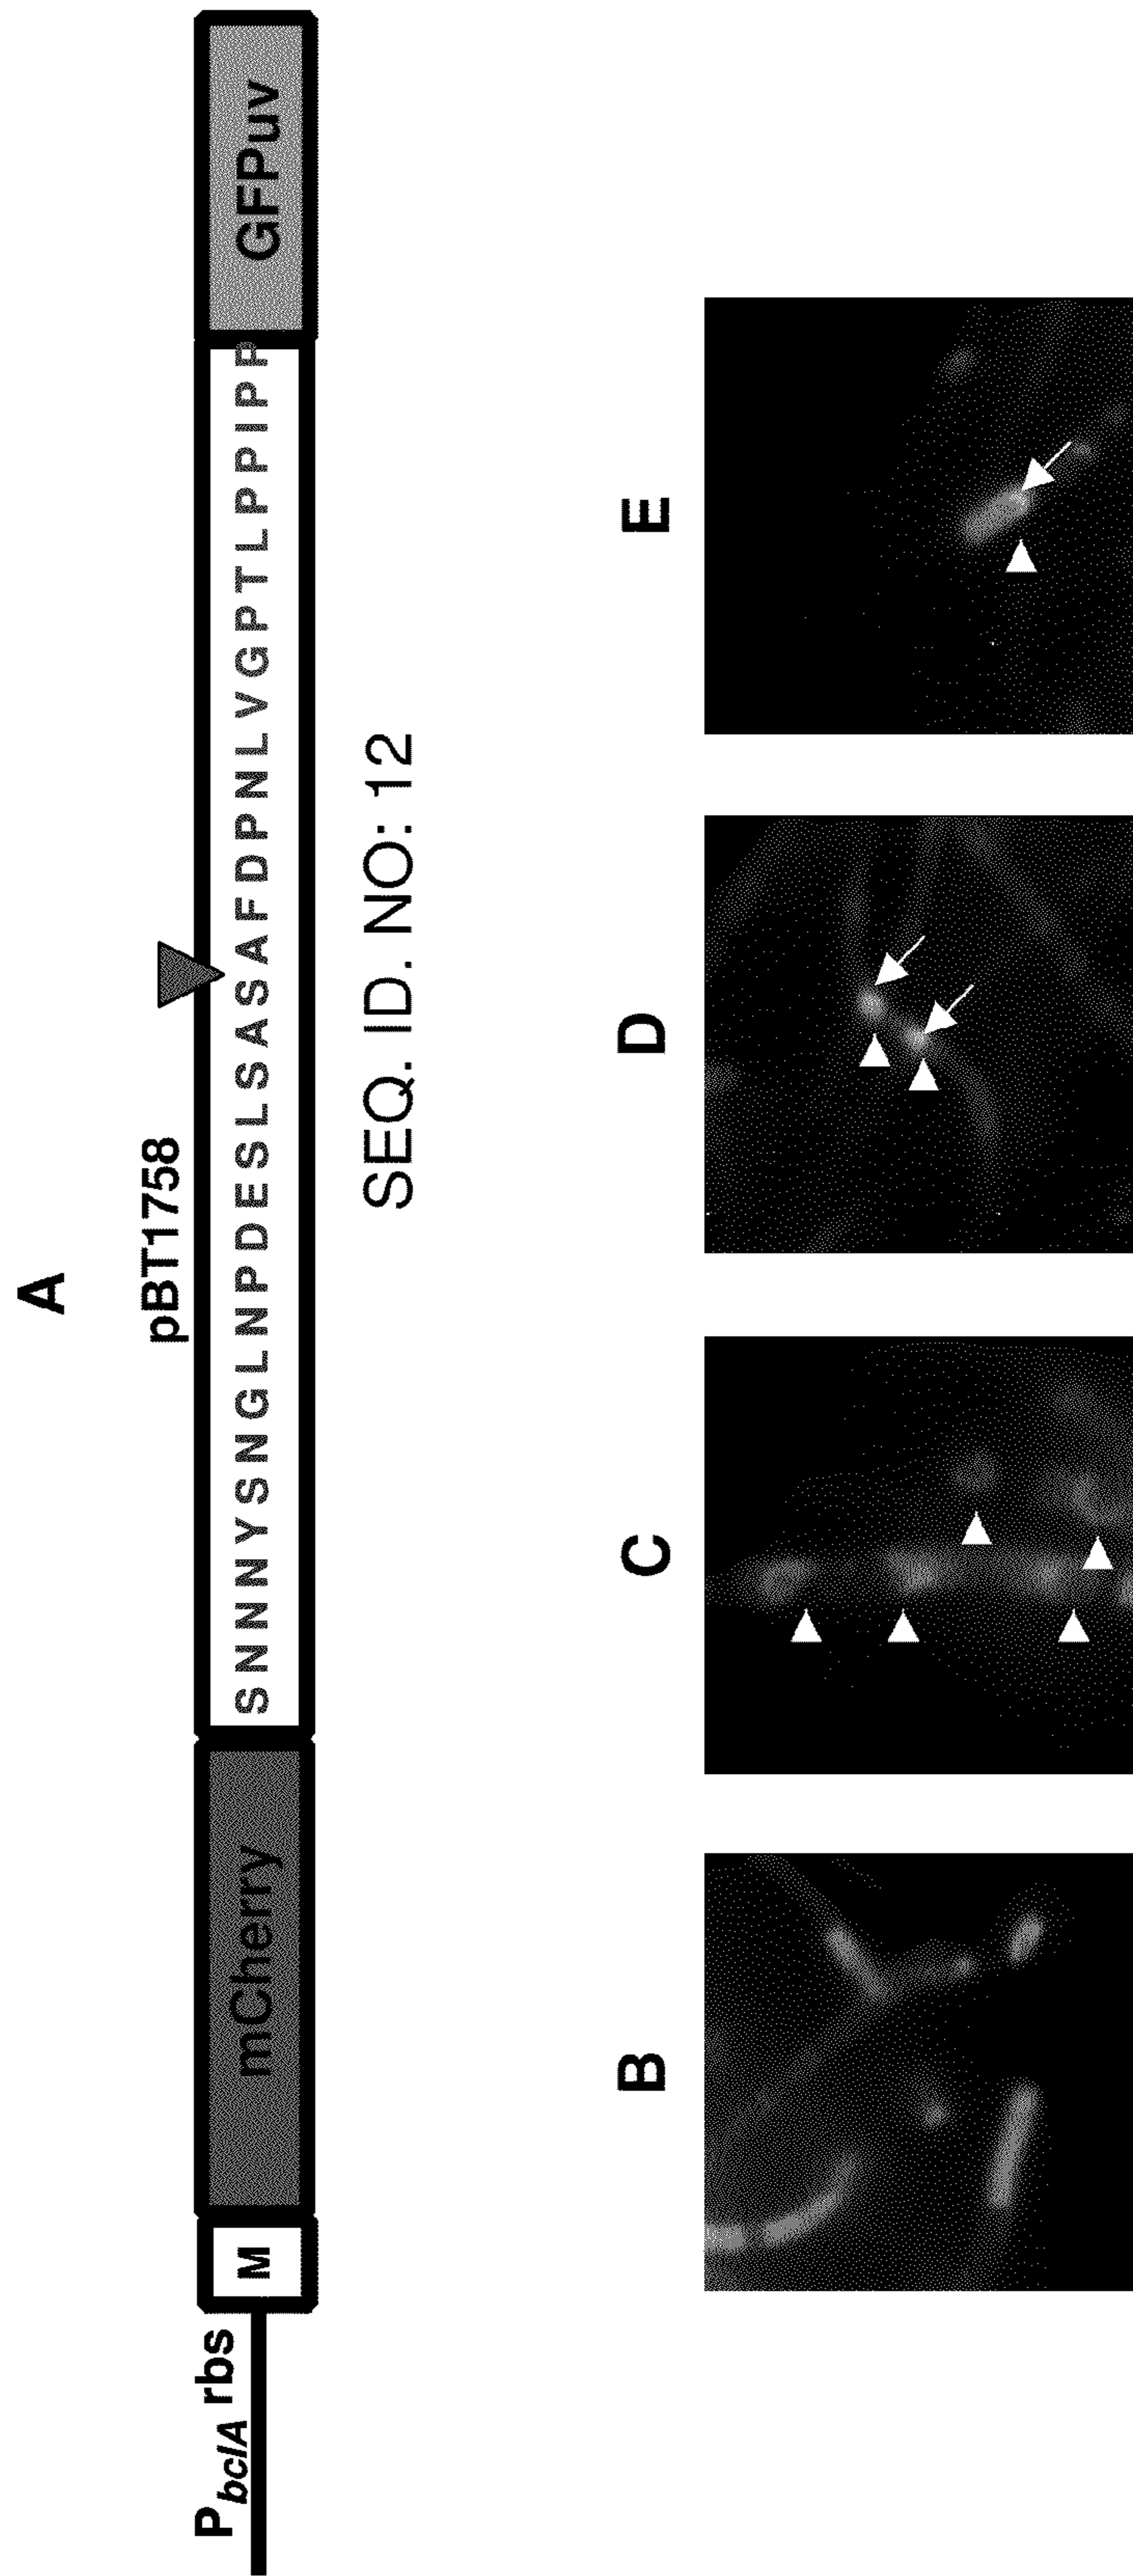 A
pBT1758
P bclA rbs
M mCherry S N N N Y S N G L N P D E S L S A S A F D P N L V G P T L P P I P P GFPuv
SEQ. ID. NO: 12
B C D E